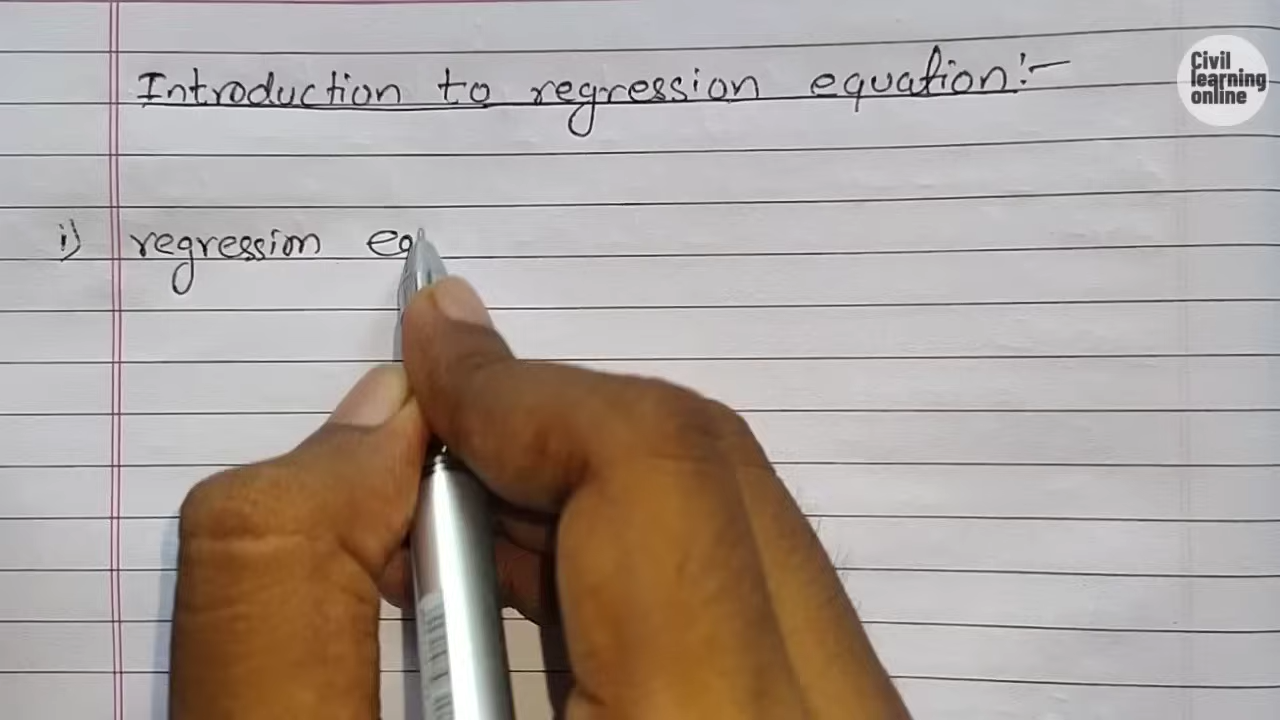 Introduction to regression equation:-
Civil
learning
online
i) regression eq